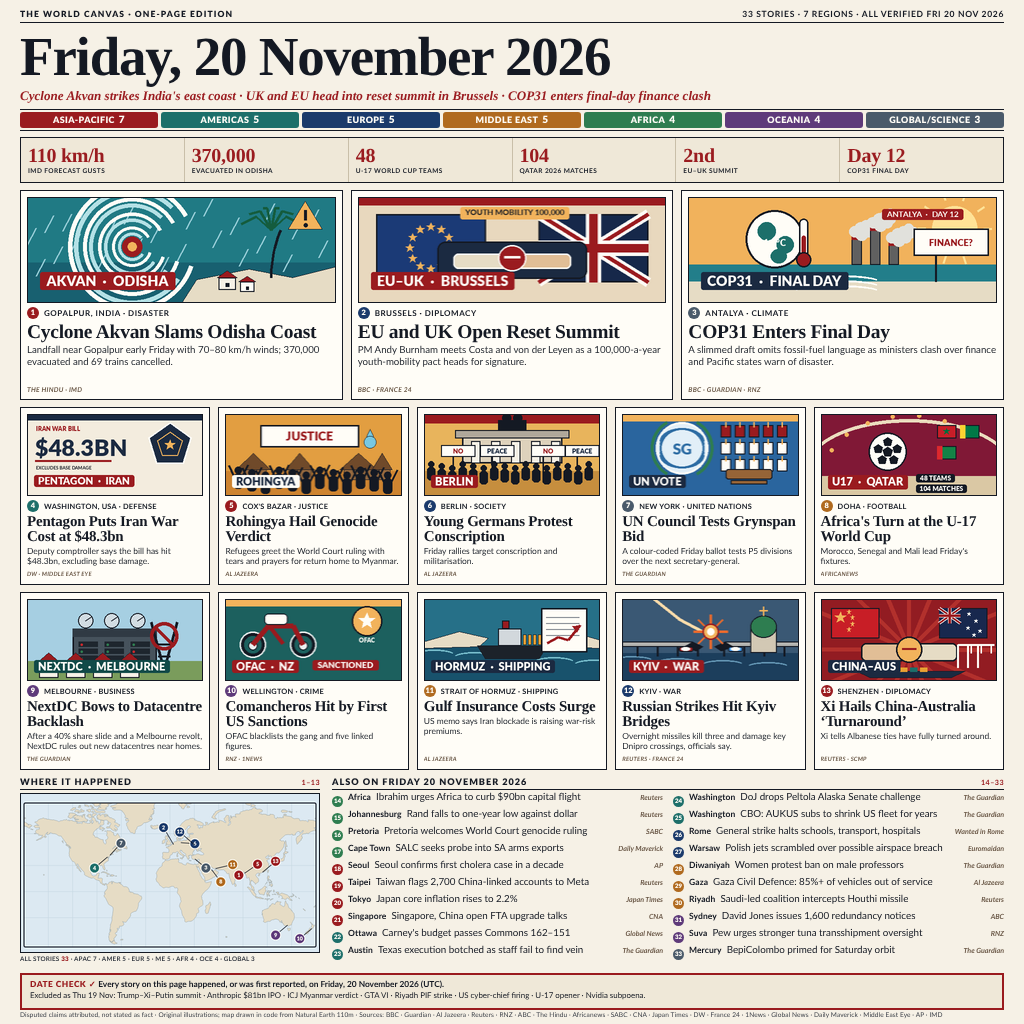 THE WORLD CANVAS · ONE-PAGE EDITION
33 STORIES · 7 REGIONS · ALL VERIFIED FRI 20 NOV 2026
Friday, 20 November 2026
Cyclone Akvan strikes India's east coast · UK and EU head into reset summit in Brussels · COP31 enters final-day finance clash
ASIA-PACIFIC 7
AMERICAS 5
EUROPE 5
MIDDLE EAST 5
AFRICA 4
OCEANIA 4
GLOBAL/SCIENCE 3
110 km/h
IMD FORECAST GUSTS
370,000
EVACUATED IN ODISHA
48
U-17 WORLD CUP TEAMS
104
QATAR 2026 MATCHES
2nd
EU–UK SUMMIT
Day 12
COP31 FINAL DAY
AKVAN · ODISHA
1 GOPALPUR, INDIA · DISASTER
Cyclone Akvan Slams Odisha Coast
Landfall near Gopalpur early Friday with 70–80 km/h winds; 370,000
evacuated and 69 trains cancelled.
THE HINDU · IMD
YOUTH MOBILITY 100,000
EU–UK · BRUSSELS
2 BRUSSELS · DIPLOMACY
EU and UK Open Reset Summit
PM Andy Burnham meets Costa and von der Leyen as a 100,000-a-year
youth-mobility pact heads for signature.
BBC · FRANCE 24
°C
ANTALYA · DAY 12
FINANCE?
COP31 · FINAL DAY
3 ANTALYA · CLIMATE
COP31 Enters Final Day
A slimmed draft omits fossil-fuel language as ministers clash over finance
and Pacific states warn of disaster.
BBC · GUARDIAN · RNZ
IRAN WAR BILL
$48.3BN
EXCLUDES BASE DAMAGE
PENTAGON · IRAN
4 WASHINGTON, USA · DEFENSE
Pentagon Puts Iran War
Cost at $48.3bn
Deputy comptroller says the bill has hit
$48.3bn, excluding base damage.
DW · MIDDLE EAST EYE
JUSTICE
ROHINGYA
5 COX'S BAZAR · JUSTICE
Rohingya Hail Genocide
Verdict
Refugees greet the World Court ruling with
tears and prayers for return home to Myanmar.
AL JAZEERA
NO PEACE NO PEACE
BERLIN
6 BERLIN · SOCIETY
Young Germans Protest
Conscription
Friday rallies target conscription and
militarisation.
AL JAZEERA
SG
UN VOTE
7 NEW YORK · UNITED NATIONS
UN Council Tests Grynspan
Bid
A colour-coded Friday ballot tests P5 divisions
over the next secretary-general.
THE GUARDIAN
U17 · QATAR
48 TEAMS
104 MATCHES
8 DOHA · FOOTBALL
Africa's Turn at the U-17
World Cup
Morocco, Senegal and Mali lead Friday's
fixtures.
AFRICANEWS
NEXTDC · MELBOURNE
9 MELBOURNE · BUSINESS
NextDC Bows to Datacentre
Backlash
After a 40% share slide and a Melbourne revolt,
NextDC rules out new datacentres near homes.
THE GUARDIAN
OFAC
OFAC · NZ
SANCTIONED
10 WELLINGTON · CRIME
Comancheros Hit by First
US Sanctions
OFAC blacklists the gang and five linked
figures.
RNZ · 1NEWS
HORMUZ · SHIPPING
11 STRAIT OF HORMUZ · SHIPPING
Gulf Insurance Costs Surge
US memo says Iran blockade is raising war-risk
premiums.
AL JAZEERA
KYIV · WAR
12 KYIV · WAR
Russian Strikes Hit Kyiv
Bridges
Overnight missiles kill three and damage key
Dnipro crossings, officials say.
REUTERS · FRANCE 24
CHINA–AUS
13 SHENZHEN · DIPLOMACY
Xi Hails China-Australia
‘Turnaround’
Xi tells Albanese ties have fully turned around.
REUTERS · SCMP
WHERE IT HAPPENED 1–13
2 12 7 6 4 3 11 5 13 8 1 9 10
ALL STORIES 33 · APAC 7 · AMER 5 · EUR 5 · ME 5 · AFR 4 · OCE 4 · GLOBAL 3
ALSO ON FRIDAY 20 NOVEMBER 2026 14–33
14 Africa Ibrahim urges Africa to curb $90bn capital flight Reuters
15 Johannesburg Rand falls to one-year low against dollar Reuters
16 Pretoria Pretoria welcomes World Court genocide ruling SABC
17 Cape Town SALC seeks probe into SA arms exports Daily Maverick
18 Seoul Seoul confirms first cholera case in a decade AP
19 Taipei Taiwan flags 2,700 China-linked accounts to Meta Reuters
20 Tokyo Japan core inflation rises to 2.2% Japan Times
21 Singapore Singapore, China open FTA upgrade talks CNA
22 Ottawa Carney's budget passes Commons 162–151 Global News
23 Austin Texas execution botched as staff fail to find vein The Guardian
24 Washington DoJ drops Peltola Alaska Senate challenge The Guardian
25 Washington CBO: AUKUS subs to shrink US fleet for years The Guardian
26 Rome General strike halts schools, transport, hospitals Wanted in Rome
27 Warsaw Polish jets scrambled over possible airspace breach Euromaidan
28 Diwaniyah Women protest ban on male professors The Guardian
29 Gaza Gaza Civil Defence: 85%+ of vehicles out of service Al Jazeera
30 Riyadh Saudi-led coalition intercepts Houthi missile Reuters
31 Sydney David Jones issues 1,600 redundancy notices ABC
32 Suva Pew urges stronger tuna transshipment oversight RNZ
33 Mercury BepiColombo primed for Saturday orbit The Guardian
DATE CHECK ✓ Every story on this page happened, or was first reported, on Friday, 20 November 2026 (UTC).
Excluded as Thu 19 Nov: Trump–Xi–Putin summit · Anthropic $81bn IPO · ICJ Myanmar verdict · GTA VI · Riyadh PIF strike · US cyber-chief firing · U-17 opener · Nvidia subpoena.
Disputed claims attributed, not stated as fact · Original illustrations; map drawn in code from Natural Earth 110m · Sources: BBC · Guardian · Al Jazeera · Reuters · RNZ · ABC · The Hindu · Africanews · SABC · CNA · Japan Times · DW · France 24 · 1News · Global News · Daily Maverick · Middle East Eye · AP · IMD